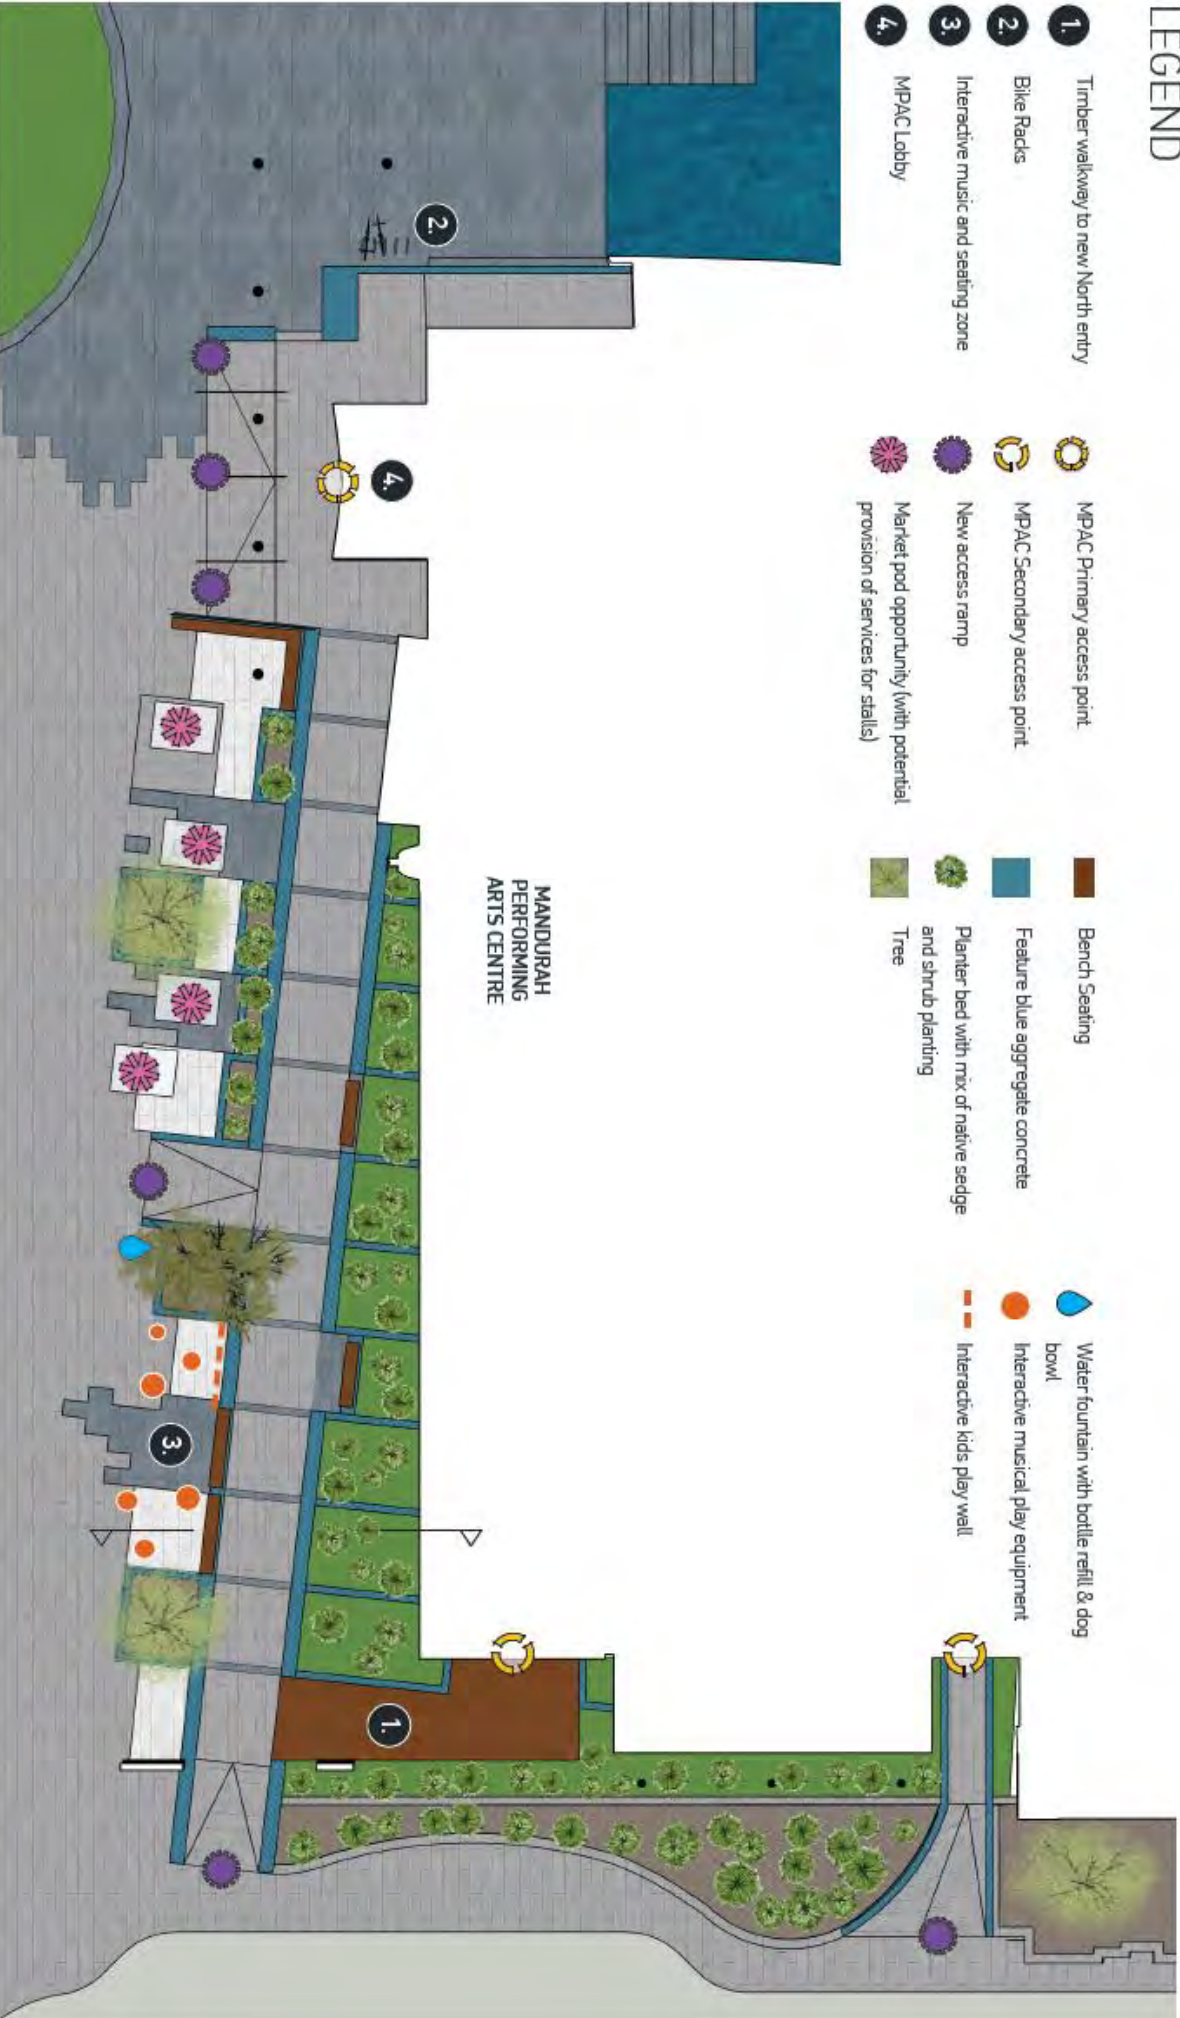 LEGEND
1.
Timber walkway to new North entry
2.
Bike Racks
3.
Interactive music and seating zone
4.
MPAC Lobby
MPAC Primary access point
MPAC Secondary access point
New access ramp
Market pod opportunity (with potential
provision of services for stalls)
Bench Seating
Feature blue aggregate concrete
Planter bed with mix of native sedge
and shrub planting
Tree
Water fountain with botlle refill & dog
bowl
Interactive musical play equipment
Interactive kids play wall
2.
4.
MANDURAH
PERFORMING
ARTS CENTRE
3.
1.